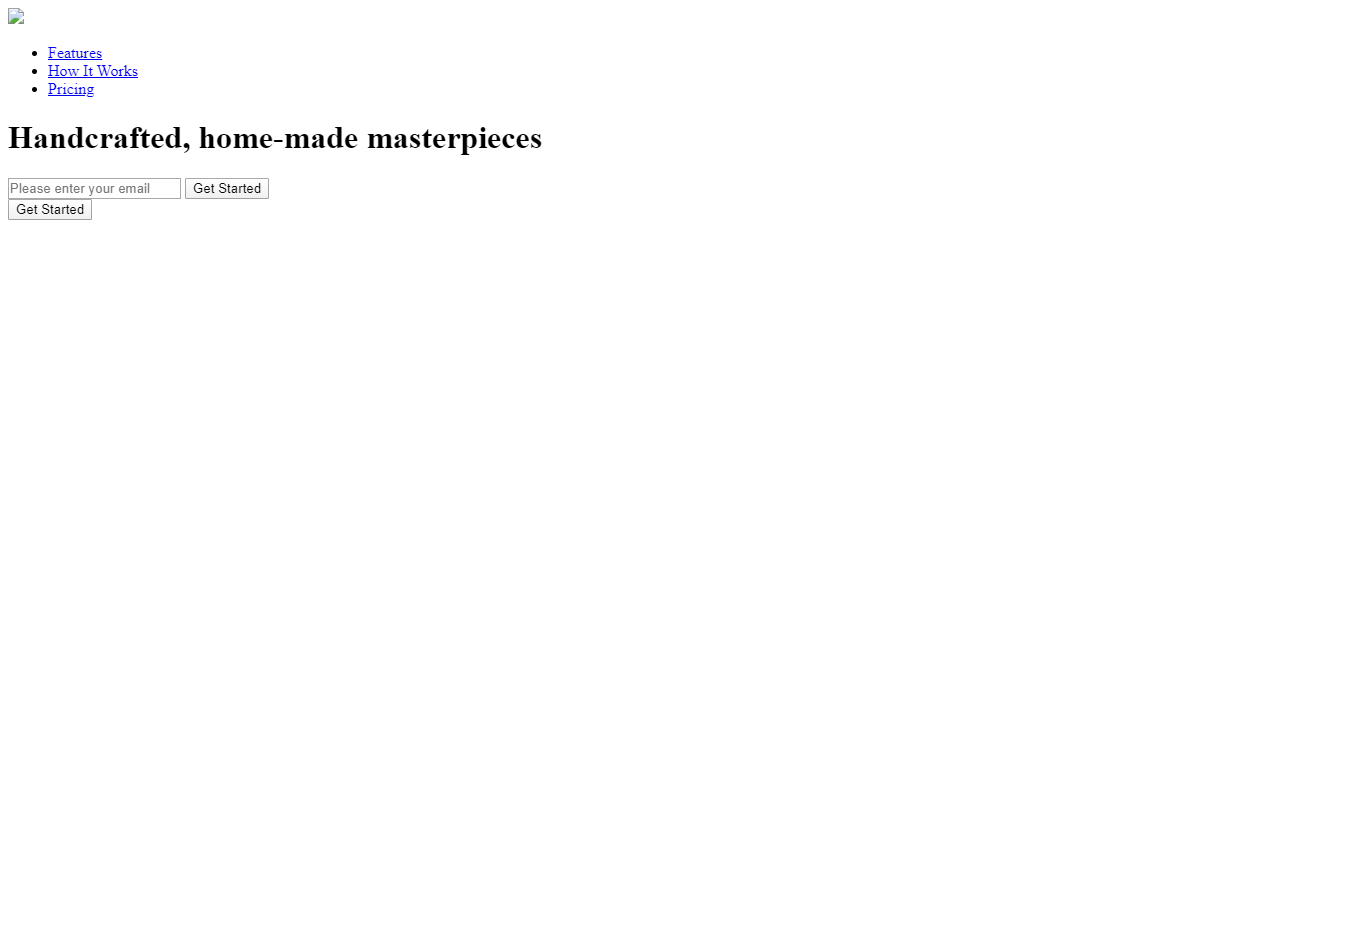 Features
How It Works
Pricing
Handcrafted, home-made masterpieces
Please enter your email Get Started
Get Started